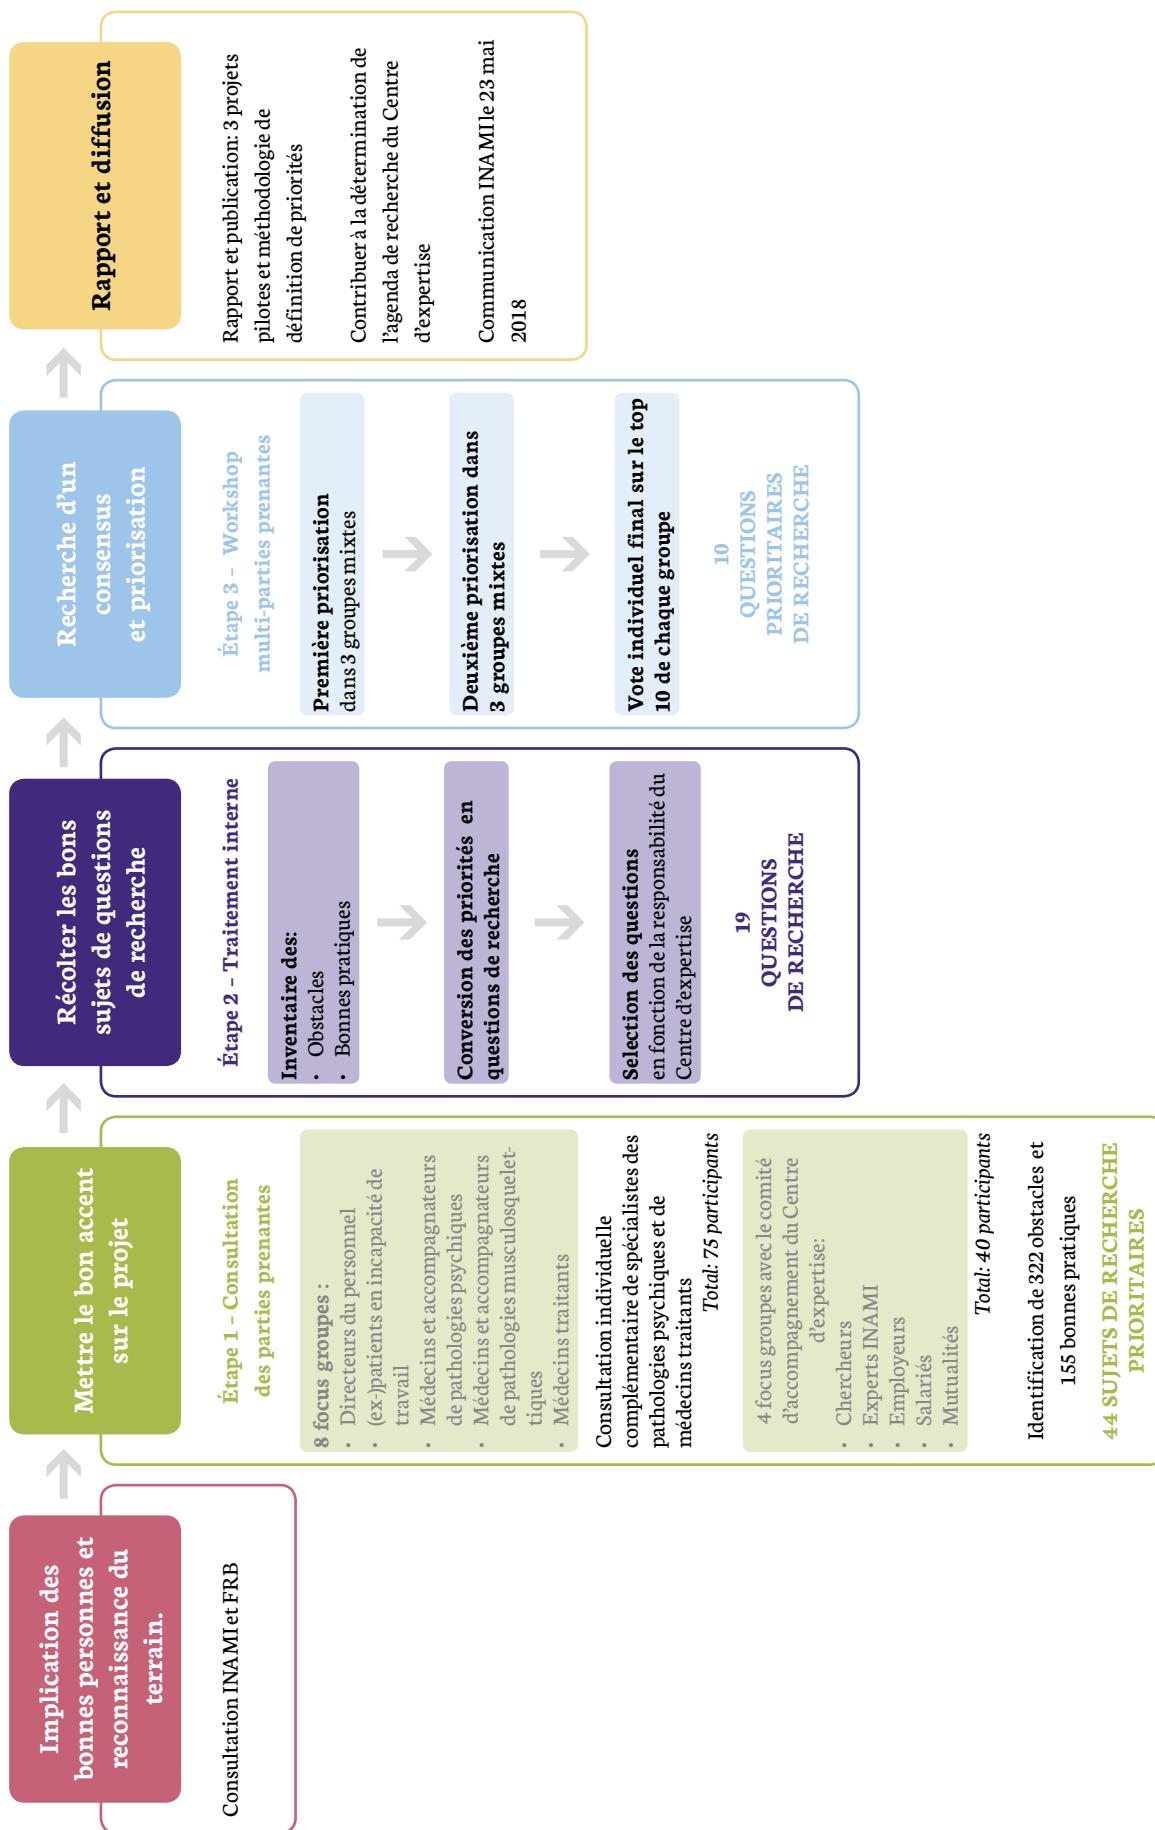 Implication des
bonnes personnes et
reconnaissance du
terrain.
Consultation INAMI et FRB
Mettre le bon accent
sur le projet
Étape 1 – Consultation
des parties prenantes
8 focus groupes :
• Directeurs du personnel
• (ex-)patients en incapacité de
travail
• Médecins et accompagnateurs
de pathologies psychiques
• Médecins et accompagnateurs
de pathologies musculosquelet-
tiques
• Médecins traitants
Consultation individuelle
complémentaire de spécialistes des
pathologies psychiques et de
médecins traitants
Total: 75 participants
4 focus groupes avec le comité
d'accompagnement du Centre
d'expertise:
• Chercheurs
• Experts INAMI
• Employeurs
• Salariés
• Mutualités
Total: 40 participants
Identification de 322 obstacles et
155 bonnes pratiques
44 SUJETS DE RECHERCHE
PRIORITAIRES
Récolter les bons
sujets de questions
de recherche
Étape 2 – Traitement interne
Inventaire des:
• Obstacles
• Bonnes pratiques
Conversion des priorités en
questions de recherche
Selection des questions
en fonction de la responsabilité du
Centre d'expertise
19
QUESTIONS
DE RECHERCHE
Recherche d'un
consensus
et priorisation
Étape 3 – Workshop
multi-parties prenantes
Première priorisation
dans 3 groupes mixtes
Deuxième priorisation dans
3 groupes mixtes
Vote individuel final sur le top
10 de chaque groupe
10
QUESTIONS
PRIORITAIRES
DE RECHERCHE
Rapport et diffusion
Rapport et publication: 3 projets
pilotes et méthodologie de
définition de priorités
Contribuer à la détermination de
l'agenda de recherche du Centre
d'expertise
Communication INAMI le 23 mai
2018